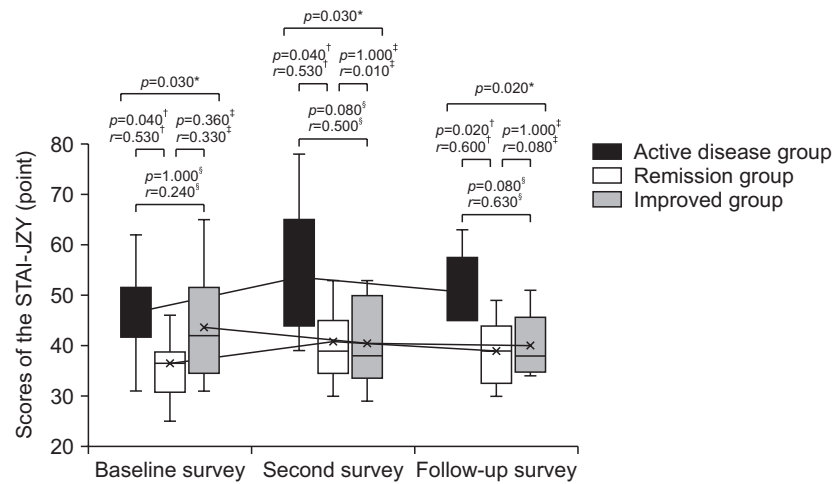 p=0.030*
p=0.040† p=1.000‡
r=0.530† r=0.010‡
p=0.080§
r=0.500§
p=0.030*
p=0.040† p=0.360‡
r=0.530† r=0.330‡
p=1.000§
r=0.240§
p=0.020*
p=0.020† p=1.000‡
r=0.600† r=0.080‡
p=0.080§
r=0.630§
Active disease group
Remission group
Improved group
Scores of the STAI-JZY (point)
80
70
60
50
40
30
20
Baseline survey Second survey Follow-up survey